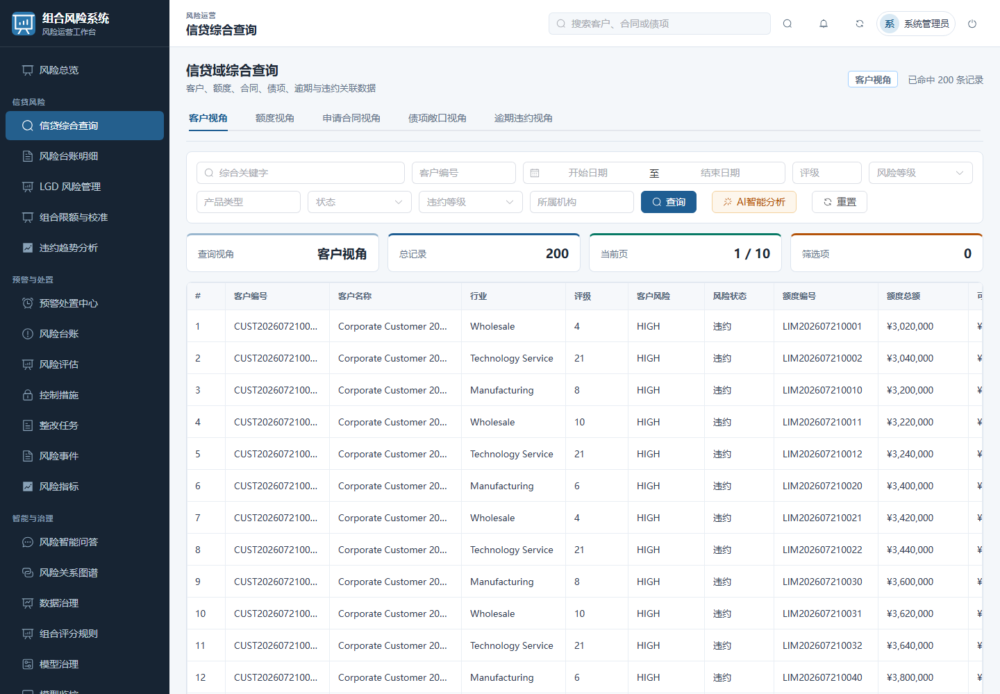 组合风险系统
风险运营工作台
风险总览
信贷风险
信贷综合查询
风险台账明细
LGD 风险管理
组合限额与校准
违约趋势分析
预警与处置
预警处置中心
风险台账
风险评估
控制措施
整改任务
风险事件
风险指标
智能与治理
风险智能问答
风险关系图谱
数据治理
组合评分规则
模型治理
风险运营
信贷综合查询
搜索客户、合同或债项
系 系统管理员
信贷域综合查询
客户、额度、合同、债项、逾期与违约关联数据
客户视角 已命中 200 条记录
客户视角 额度视角 申请合同视角 债项敞口视角 逾期违约视角
综合关键字 客户编号 开始日期 至 结束日期 评级 风险等级
产品类型 状态 违约等级 所属机构 查询 AI智能分析 重置
查询视角 客户视角 总记录 200 当前页 1 / 10 筛选项 0
# 客户编号 客户名称 行业 评级 客户风险 风险状态 额度编号 额度总额
1 CUST2026072100... Corporate Customer 20... Wholesale 4 HIGH 违约 LIM202607210001 ¥3,020,000 ¥
2 CUST2026072100... Corporate Customer 20... Technology Service 21 HIGH 违约 LIM202607210002 ¥3,040,000 ¥
3 CUST2026072100... Corporate Customer 20... Manufacturing 8 HIGH 违约 LIM202607210010 ¥3,200,000 ¥
4 CUST2026072100... Corporate Customer 20... Wholesale 10 HIGH 违约 LIM202607210011 ¥3,220,000 ¥
5 CUST2026072100... Corporate Customer 20... Technology Service 21 HIGH 违约 LIM202607210012 ¥3,240,000 ¥
6 CUST2026072100... Corporate Customer 20... Manufacturing 6 HIGH 违约 LIM202607210020 ¥3,400,000 ¥
7 CUST2026072100... Corporate Customer 20... Wholesale 4 HIGH 违约 LIM202607210021 ¥3,420,000 ¥
8 CUST2026072100... Corporate Customer 20... Technology Service 21 HIGH 违约 LIM202607210022 ¥3,440,000 ¥
9 CUST2026072100... Corporate Customer 20... Manufacturing 8 HIGH 违约 LIM202607210030 ¥3,600,000 ¥
10 CUST2026072100... Corporate Customer 20... Wholesale 10 HIGH 违约 LIM202607210031 ¥3,620,000 ¥
11 CUST2026072100... Corporate Customer 20... Technology Service 21 HIGH 违约 LIM202607210032 ¥3,640,000 ¥
12 CUST2026072100... Corporate Customer 20... Manufacturing 6 HIGH 违约 LIM202607210040 ¥3,800,000 ¥